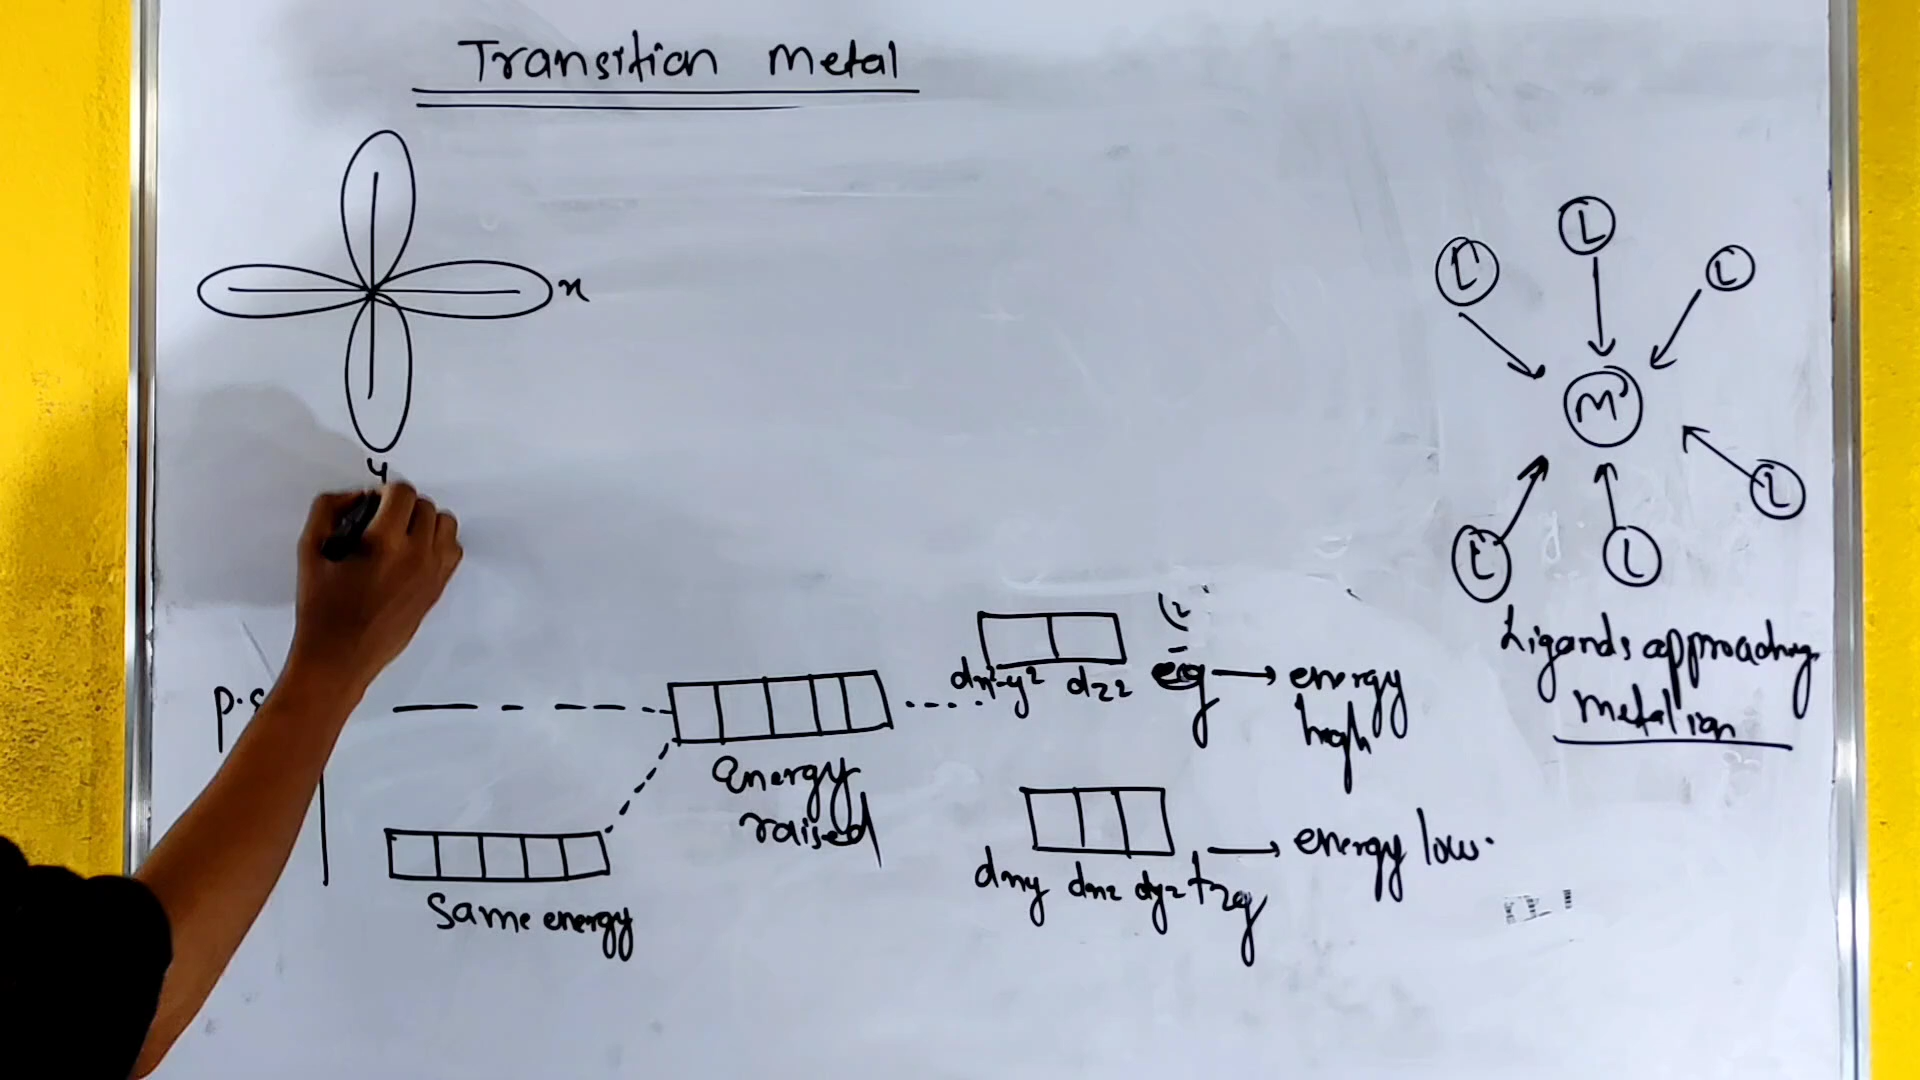 Transition metal
x
y
L
L
L
M
L
L
L
Ligands approaching
metal ion
dx²-y² dz² eg → energy
high
energy
raised
dxy dxz dyz t2g → energy low.
Same energy